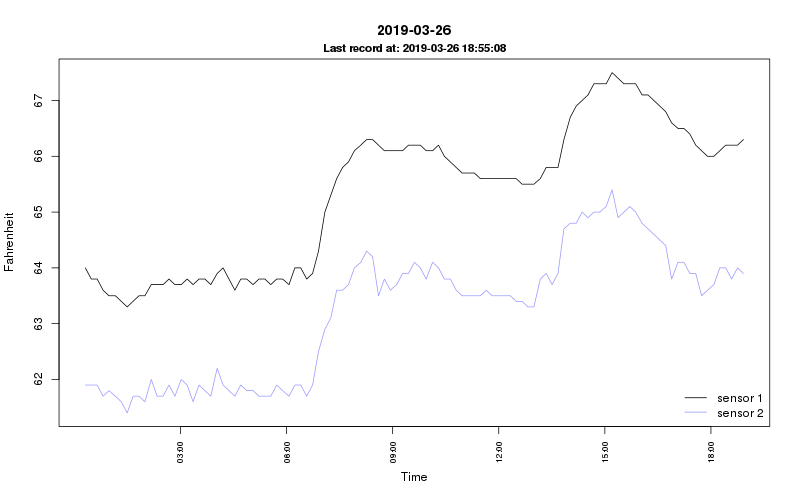 2019-03-26
Last record at: 2019-03-26 18:55:08
Fahrenheit
67
66
65
64
63
62
sensor 1
sensor 2
03:00
06:00
09:00
12:00
15:00
18:00
Time